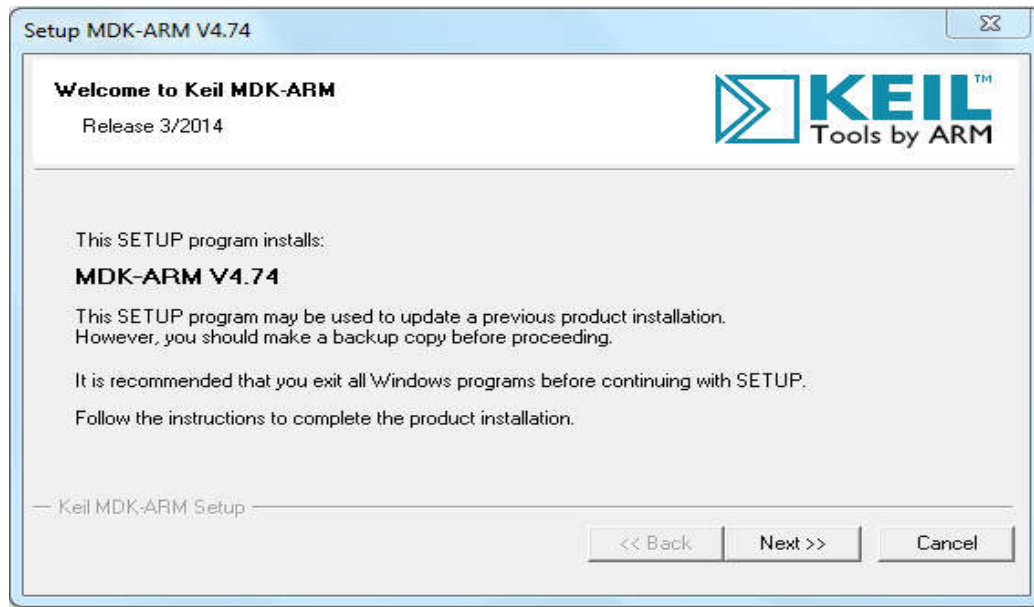 Setup MDK-ARM V4.74
Welcome to Keil MDK-ARM
Release 3/2014
KEIL™
Tools by ARM
This SETUP program installs:
MDK-ARM V4.74
This SETUP program may be used to update a previous product installation.
However, you should make a backup copy before proceeding.
It is recommended that you exit all Windows programs before continuing with SETUP.
Follow the instructions to complete the product installation.
Keil MDK-ARM Setup
<< Back
Next >>
Cancel